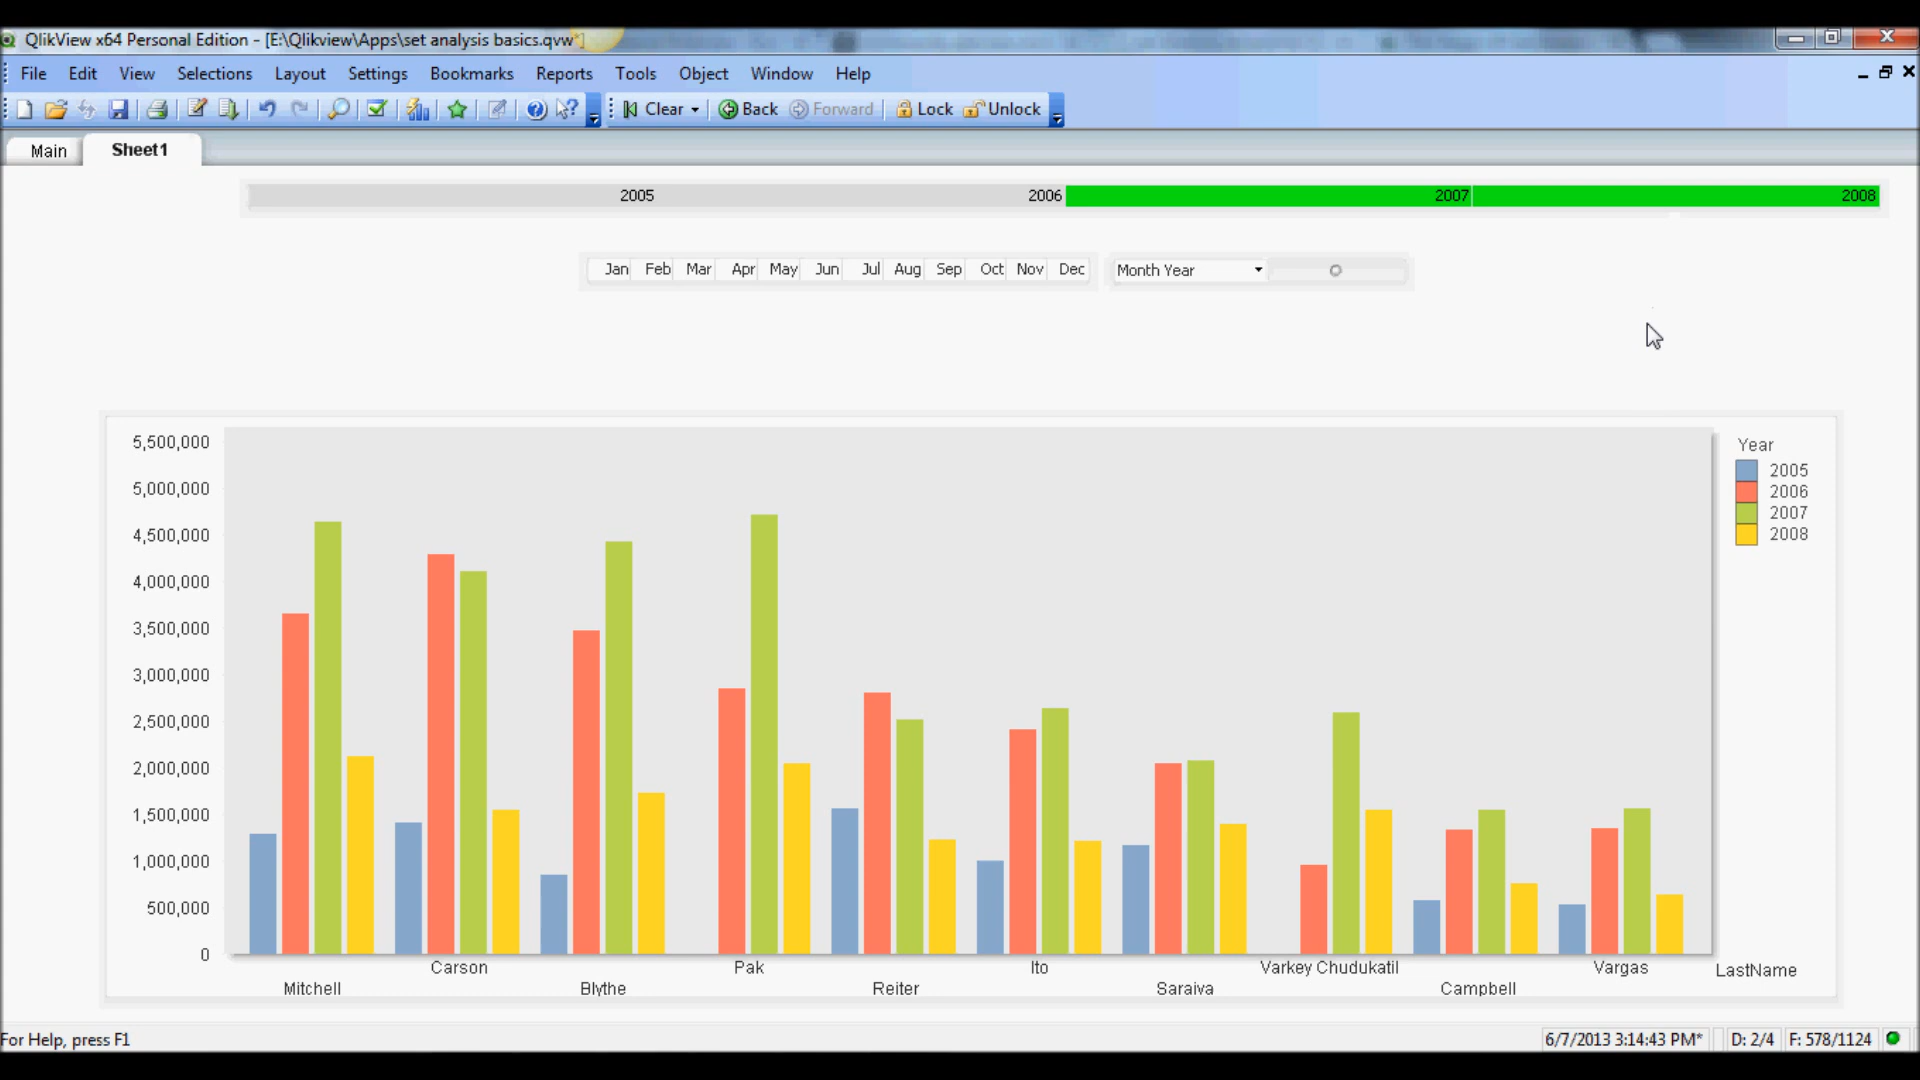 QlikView x64 Personal Edition - [E:\Qlikview\Apps\set analysis basics.qvw*]
File Edit View Selections Layout Settings Bookmarks Reports Tools Object Window Help
Clear Back Forward Lock Unlock
Main Sheet1
2005 2006 2007 2008
Jan Feb Mar Apr May Jun Jul Aug Sep Oct Nov Dec Month Year
5,500,000
5,000,000
4,500,000
4,000,000
3,500,000
3,000,000
2,500,000
2,000,000
1,500,000
1,000,000
500,000
0
Year
2005
2006
2007
2008
Carson Pak Ito Varkey Chudukatil Vargas LastName
Mitchell Blythe Reiter Saraiva Campbell
For Help, press F1 6/7/2013 3:14:43 PM* D: 2/4 F: 578/1124